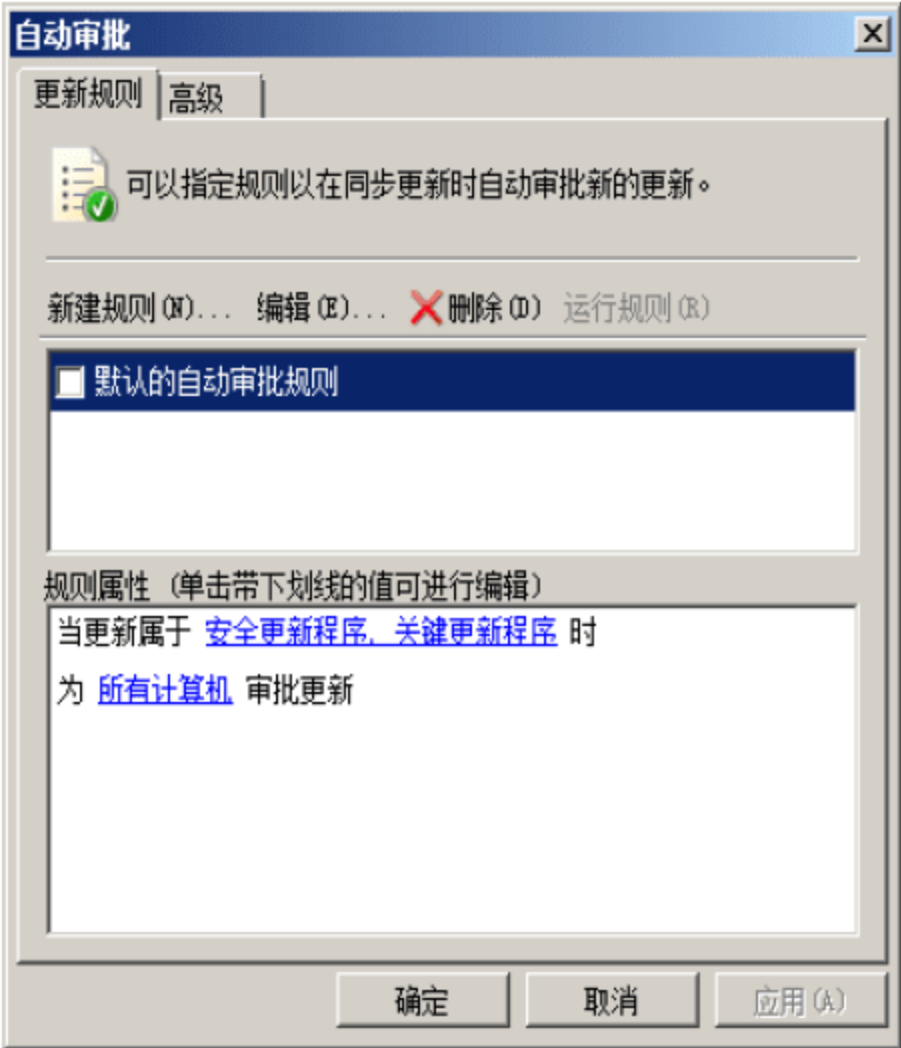 自动审批
更新规则 高级
可以指定规则以在同步更新时自动审批新的更新。
新建规则(N)... 编辑(E)... 删除(D) 运行规则(R)
默认的自动审批规则
规则属性 (单击带下划线的值可进行编辑)
当更新属于 安全更新程序, 关键更新程序 时
为 所有计算机 审批更新
确定 取消 应用(A)